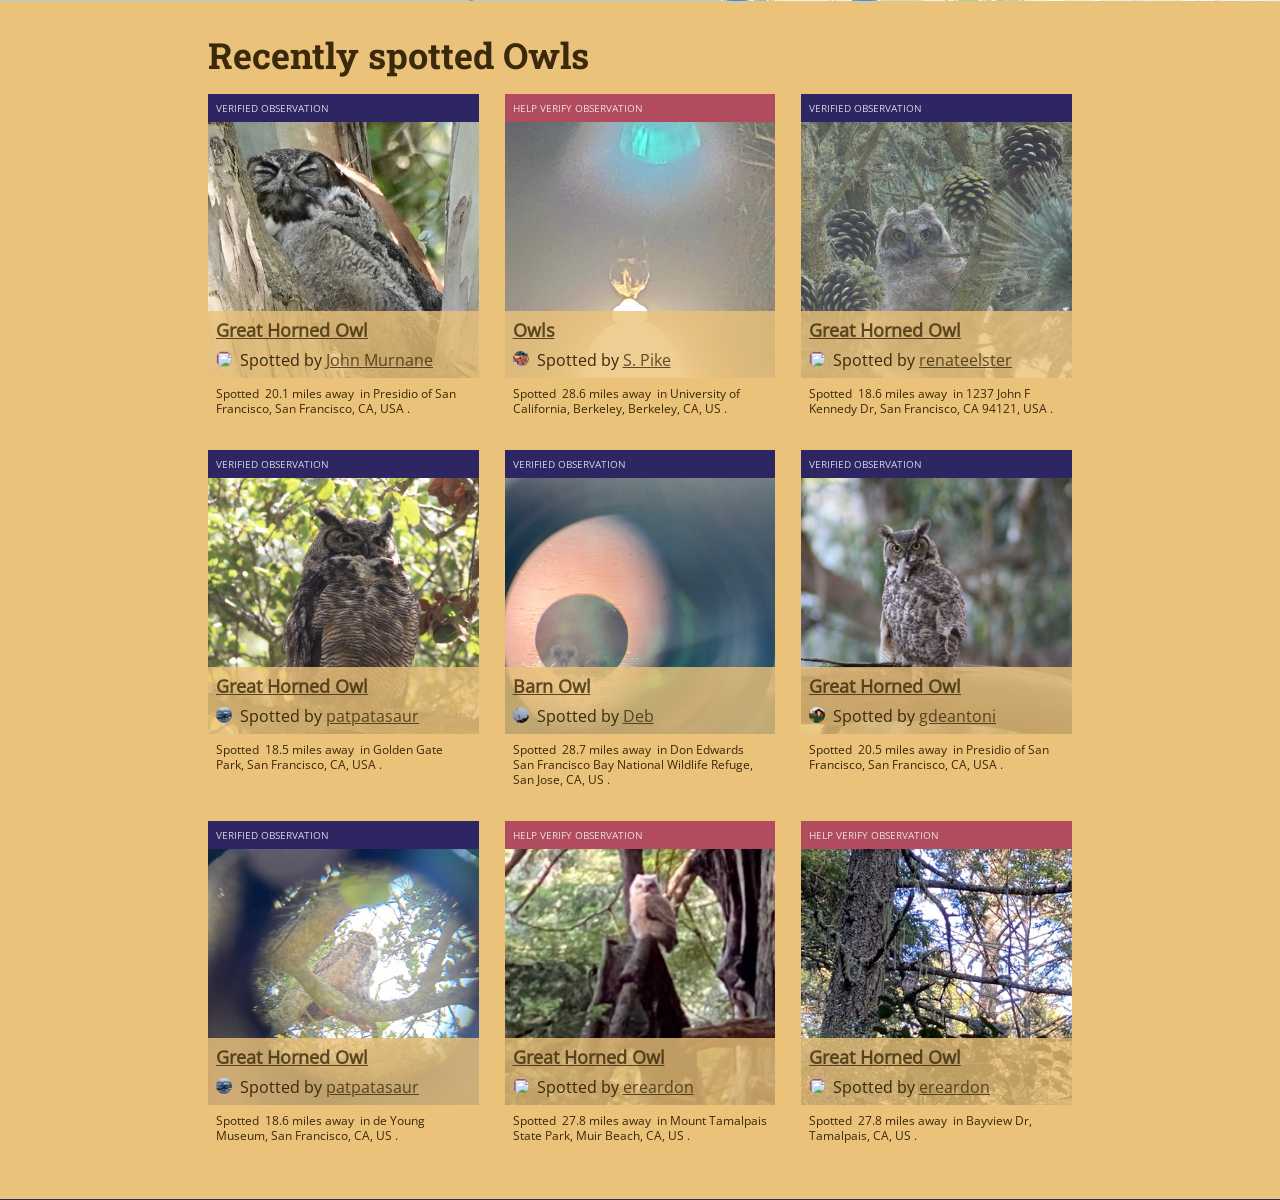 Recently spotted Owls
VERIFIED OBSERVATION
Great Horned Owl
Spotted by John Murnane
Spotted 20.1 miles away in Presidio of San
Francisco, San Francisco, CA, USA .
HELP VERIFY OBSERVATION
Owls
Spotted by S. Pike
Spotted 28.6 miles away in University of
California, Berkeley, Berkeley, CA, US .
VERIFIED OBSERVATION
Great Horned Owl
Spotted by renateelster
Spotted 18.6 miles away in 1237 John F
Kennedy Dr, San Francisco, CA 94121, USA .
VERIFIED OBSERVATION
Great Horned Owl
Spotted by patpatasaur
Spotted 18.5 miles away in Golden Gate
Park, San Francisco, CA, USA .
VERIFIED OBSERVATION
Barn Owl
Spotted by Deb
Spotted 28.7 miles away in Don Edwards
San Francisco Bay National Wildlife Refuge,
San Jose, CA, US .
VERIFIED OBSERVATION
Great Horned Owl
Spotted by gdeantoni
Spotted 20.5 miles away in Presidio of San
Francisco, San Francisco, CA, USA .
VERIFIED OBSERVATION
Great Horned Owl
Spotted by patpatasaur
Spotted 18.6 miles away in de Young
Museum, San Francisco, CA, US .
HELP VERIFY OBSERVATION
Great Horned Owl
Spotted by ereardon
Spotted 27.8 miles away in Mount Tamalpais
State Park, Muir Beach, CA, US .
HELP VERIFY OBSERVATION
Great Horned Owl
Spotted by ereardon
Spotted 27.8 miles away in Bayview Dr,
Tamalpais, CA, US .